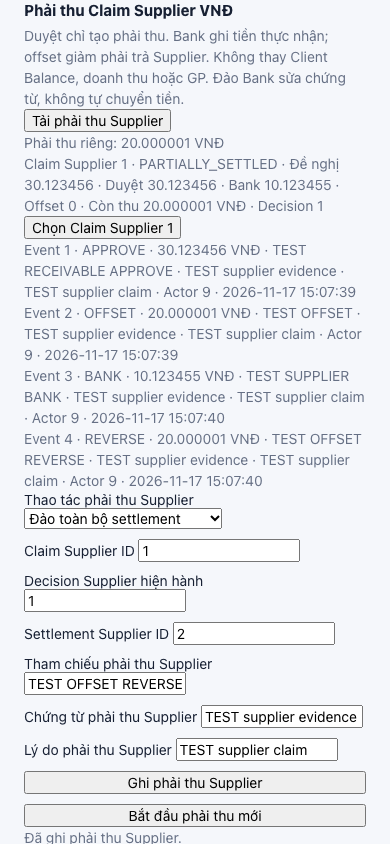 Phải thu Claim Supplier VNĐ
Duyệt chỉ tạo phải thu. Bank ghi tiền thực nhận;
offset giảm phải trả Supplier. Không thay Client
Balance, doanh thu hoặc GP. Đảo Bank sửa chứng
từ, không tự chuyển tiền.
Tải phải thu Supplier
Phải thu riêng: 20.000001 VNĐ
Claim Supplier 1 · PARTIALLY_SETTLED · Đề nghị
30.123456 · Duyệt 30.123456 · Bank 10.123455 ·
Offset 0 · Còn thu 20.000001 VNĐ · Decision 1
Chọn Claim Supplier 1
Event 1 · APPROVE · 30.123456 VNĐ · TEST
RECEIVABLE APPROVE · TEST supplier evidence ·
TEST supplier claim · Actor 9 · 2026-11-17 15:07:39
Event 2 · OFFSET · 20.000001 VNĐ · TEST OFFSET ·
TEST supplier evidence · TEST supplier claim · Actor
9 · 2026-11-17 15:07:39
Event 3 · BANK · 10.123455 VNĐ · TEST SUPPLIER
BANK · TEST supplier evidence · TEST supplier claim
· Actor 9 · 2026-11-17 15:07:40
Event 4 · REVERSE · 20.000001 VNĐ · TEST OFFSET
REVERSE · TEST supplier evidence · TEST supplier
claim · Actor 9 · 2026-11-17 15:07:40
Thao tác phải thu Supplier
Đảo toàn bộ settlement
Claim Supplier ID 1
Decision Supplier hiện hành
1
Settlement Supplier ID 2
Tham chiếu phải thu Supplier
TEST OFFSET REVERSE
Chứng từ phải thu Supplier TEST supplier evidence
Lý do phải thu Supplier TEST supplier claim
Ghi phải thu Supplier
Bắt đầu phải thu mới
Đã ghi phải thu Supplier.